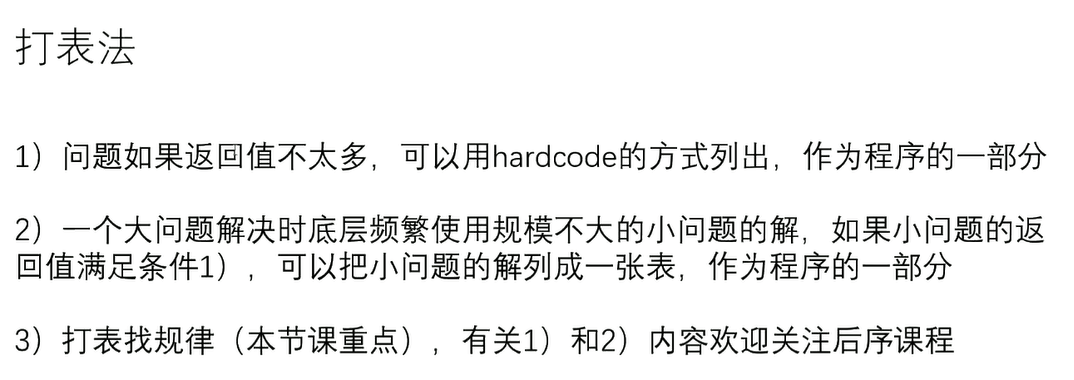 打表法
1）问题如果返回值不太多，可以用hardcode的方式列出，作为程序的一部分
2）一个大问题解决时底层频繁使用规模不大的小问题的解，如果小问题的返
回值满足条件1），可以把小问题的解列成一张表，作为程序的一部分
3）打表找规律（本节课重点），有关1）和2）内容欢迎关注后序课程